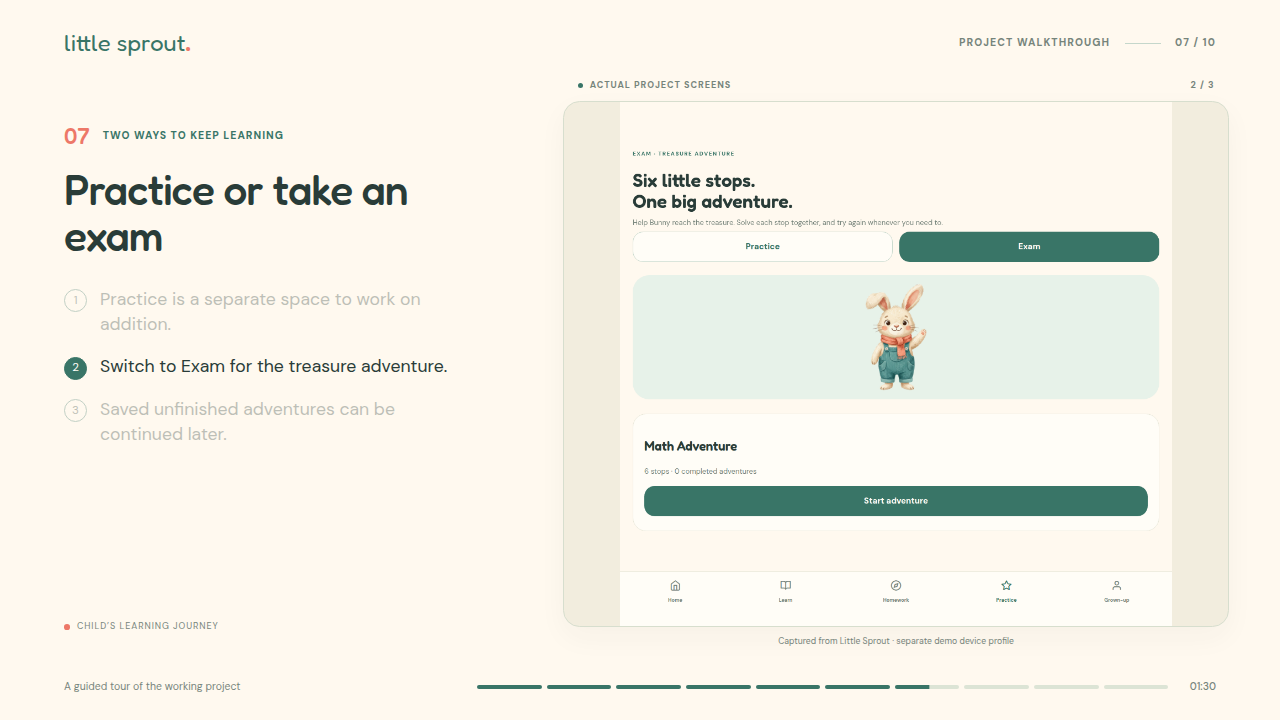 little sprout.
PROJECT WALKTHROUGH
07 / 10
ACTUAL PROJECT SCREENS
2 / 3
07 TWO WAYS TO KEEP LEARNING
Practice or take an
exam
1 Practice is a separate space to work on
addition.
2 Switch to Exam for the treasure adventure.
3 Saved unfinished adventures can be
continued later.
CHILD'S LEARNING JOURNEY
EXAM · TREASURE ADVENTURE
Six little stops.
One big adventure.
Help Bunny reach the treasure. Solve each stop together, and try again whenever you need to.
Practice
Exam
Math Adventure
6 stops · 0 completed adventures
Start adventure
Home
Learn
Homework
Practice
Grown-up
Captured from Little Sprout · separate demo device profile
A guided tour of the working project
01:30